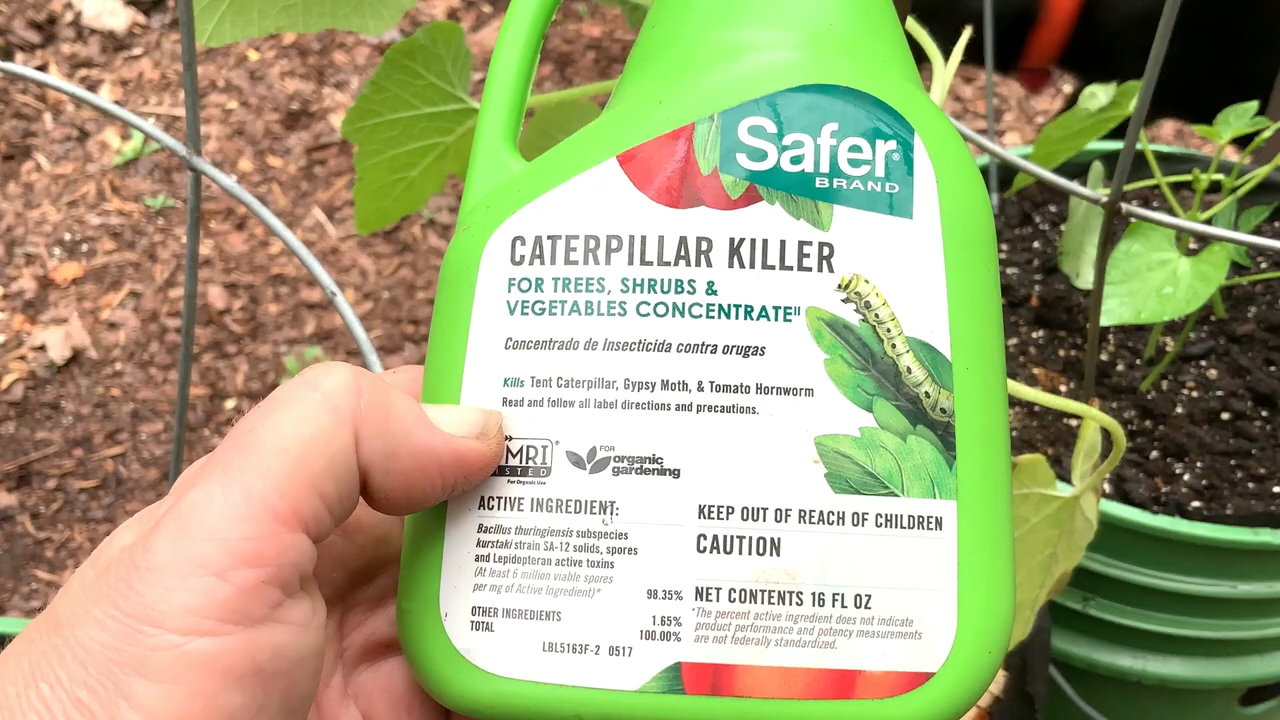 Safer®
BRAND
CATERPILLAR KILLER
FOR TREES, SHRUBS &
VEGETABLES CONCENTRATE"
Concentrado de Insecticida contra orugas
Kills Tent Caterpillar, Gypsy Moth, & Tomato Hornworm
Read and follow all label directions and precautions.
MRI®
ISTED
For Organic Use
FOR
organic
gardening
ACTIVE INGREDIENT:
Bacillus thuringiensis subspecies
kurstaki strain SA-12 solids, spores
and Lepidopteran active toxins
(At least 6 million viable spores
per mg of Active Ingredient)* 98.35%
OTHER INGREDIENTS 1.65%
TOTAL 100.00%
LBL5163F-2 0517
KEEP OUT OF REACH OF CHILDREN
CAUTION
NET CONTENTS 16 FL OZ
*The percent active ingredient does not indicate
product performance and potency measurements
are not federally standardized.